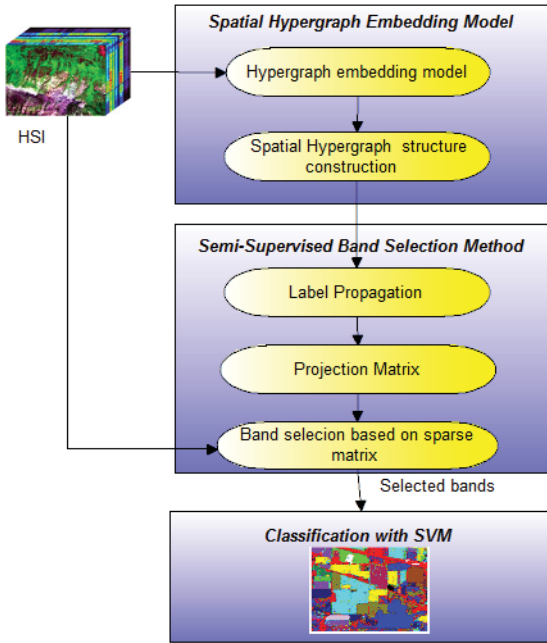 Spatial Hypergraph Embedding Model
Hypergraph embedding model
HSI
Spatial Hypergraph structure
construction
Semi-Supervised Band Selection Method
Label Propagation
Projection Matrix
Band selecion based on sparse
matrix
Selected bands
Classification with SVM